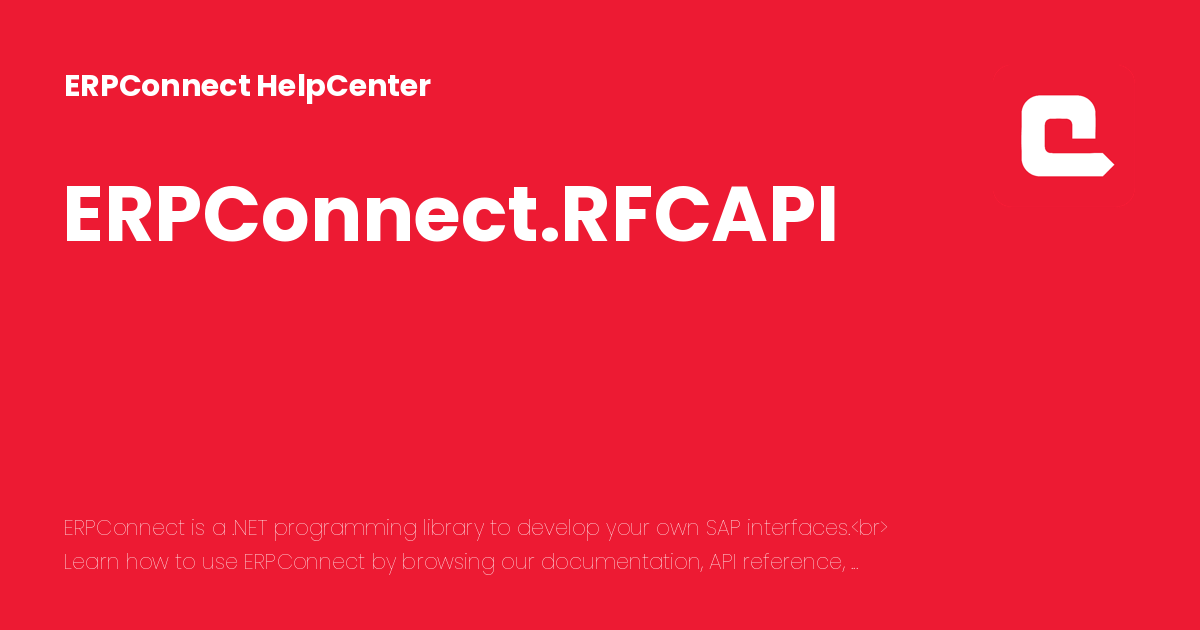 ERPConnect HelpCenter
ERPConnect.RFCAPI
ERPConnect is a .NET programming library to develop your own SAP interfaces.<br>
Learn how to use ERPConnect by browsing our documentation, API reference, ...